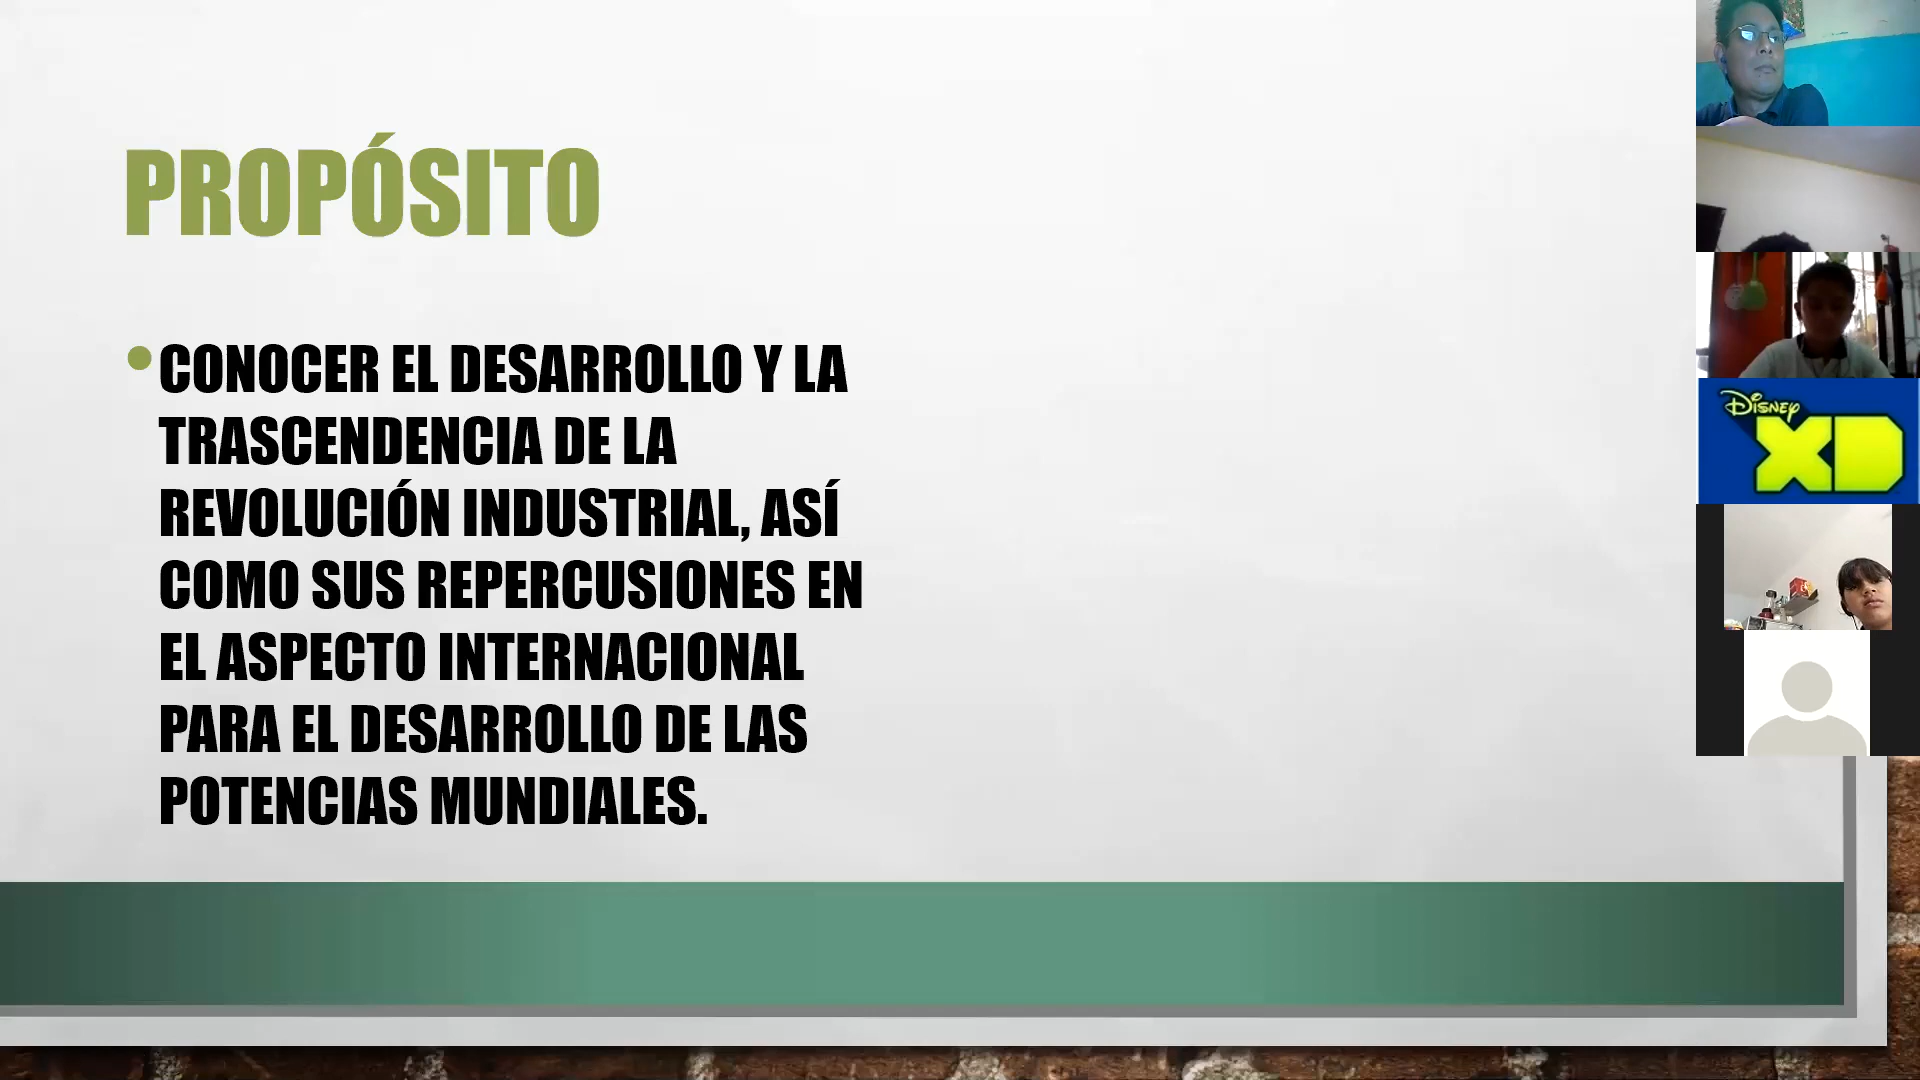 PROPÓSITO
CONOCER EL DESARROLLO Y LA
TRASCENDENCIA DE LA
REVOLUCIÓN INDUSTRIAL, ASÍ
COMO SUS REPERCUSIONES EN
EL ASPECTO INTERNACIONAL
PARA EL DESARROLLO DE LAS
POTENCIAS MUNDIALES.
Disney
XD